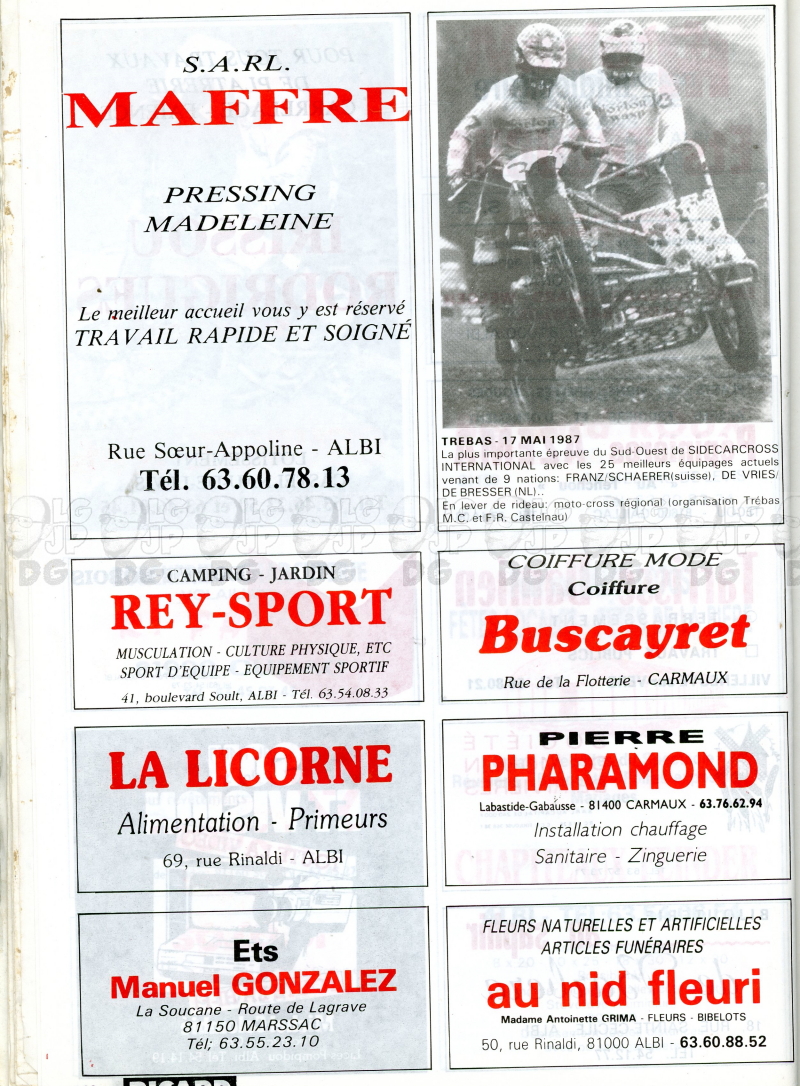 S.A.RL.
MAFFRE
PRESSING
MADELEINE
Le meilleur accueil vous y est réservé
TRAVAIL RAPIDE ET SOIGNÉ
Rue Sœur-Appoline - ALBI
Tél. 63.60.78.13
norton
wasp
norton
wasp
TREBAS - 17 MAI 1987
La plus importante épreuve du Sud-Ouest de SIDECARCROSS
INTERNATIONAL avec les 25 meilleurs équipages actuels
venant de 9 nations: FRANZ/SCHAERER(suisse), DE VRIES/
DE BRESSER (NL)..
En lever de rideau: moto-cross régional (organisation Trébas
M.C. et F.R. Castelnau)
CAMPING - JARDIN
REY-SPORT
MUSCULATION - CULTURE PHYSIQUE, ETC
SPORT D'EQUIPE - EQUIPEMENT SPORTIF
41, boulevard Soult, ALBI - Tél. 63.54.08.33
COIFFURE MODE
Coiffure
Buscayret
Rue de la Flotterie - CARMAUX
LA LICORNE
Alimentation - Primeurs
69, rue Rinaldi - ALBI
PIERRE
PHARAMOND
Labastide-Gabausse - 81400 CARMAUX - 63.76.62.94
Installation chauffage
Sanitaire - Zinguerie
Ets
Manuel GONZALEZ
La Soucane - Route de Lagrave
81150 MARSSAC
Tél; 63.55.23.10
FLEURS NATURELLES ET ARTIFICIELLES
ARTICLES FUNÉRAIRES
au nid fleuri
Madame Antoinette GRIMA - FLEURS - BIBELOTS
50, rue Rinaldi, 81000 ALBI - 63.60.88.52
RICARD
LG JP DG